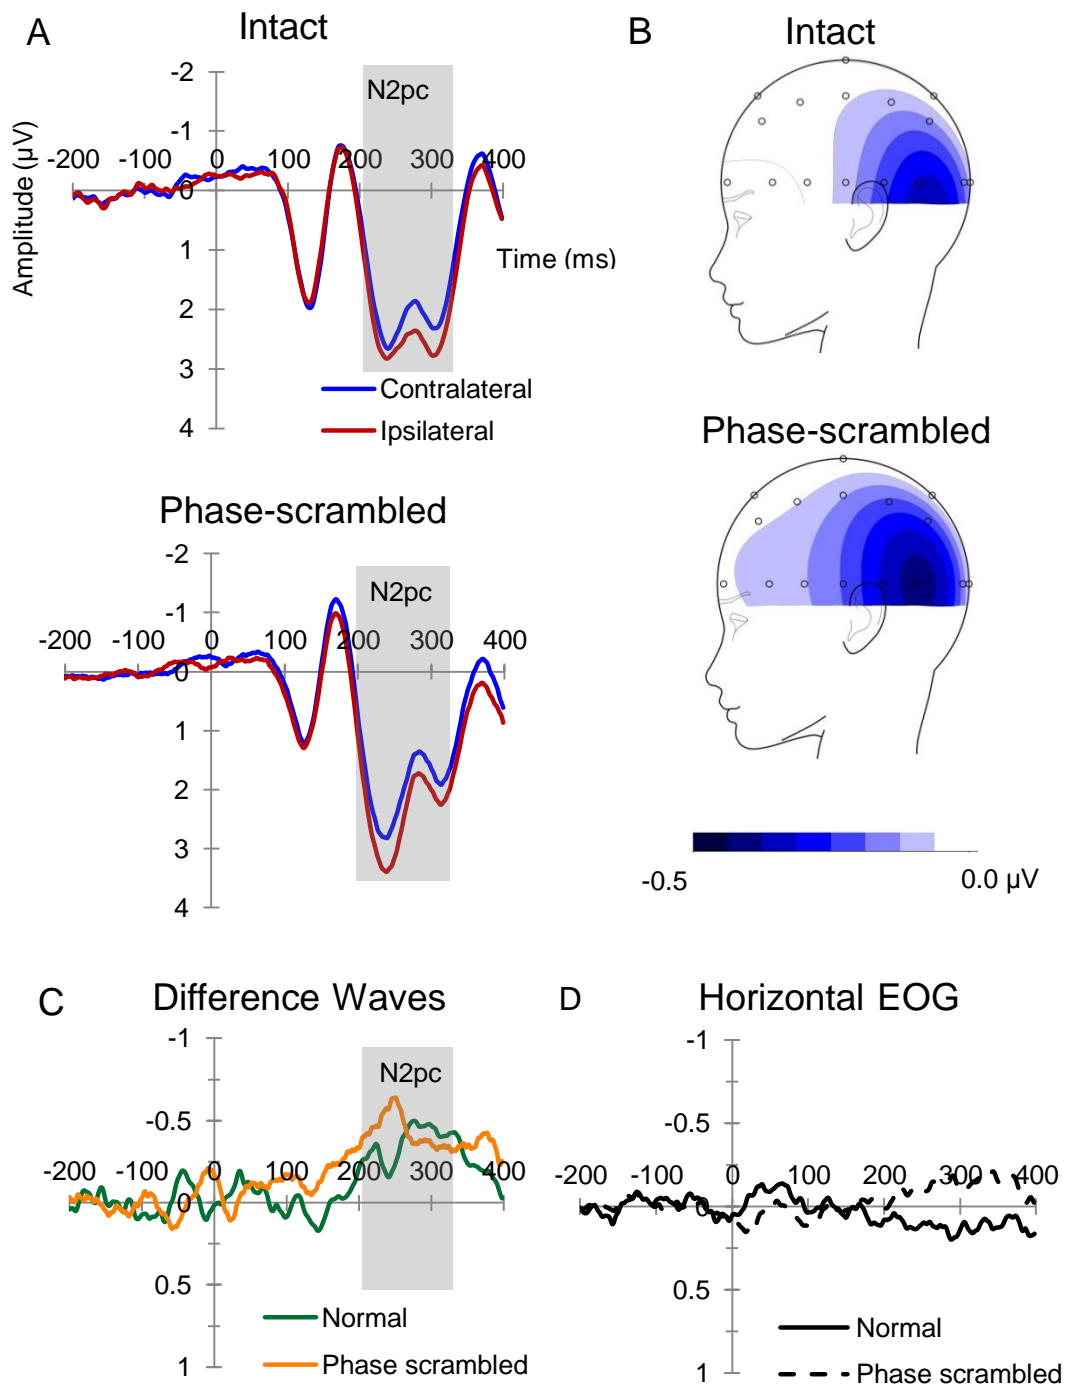 A
Intact
-2
N2pc
-1
-200 -100 0 100 200 300 400
0
Amplitude (µV)
1
Time (ms)
2
3
4
Contralateral
Ipsilateral
Phase-scrambled
-2
N2pc
-1
-200 -100 0 100 200 300 400
0
1
2
3
4
B
Intact
Phase-scrambled
-0.5 0.0 µV
C
Difference Waves
-1
N2pc
-0.5
-200 -100 0 100 200 300 400
0
0.5
1
Normal
Phase scrambled
D
Horizontal EOG
-1
-0.5
-200 -100 0 100 200 300 400
0
0.5
1
Normal
Phase scrambled